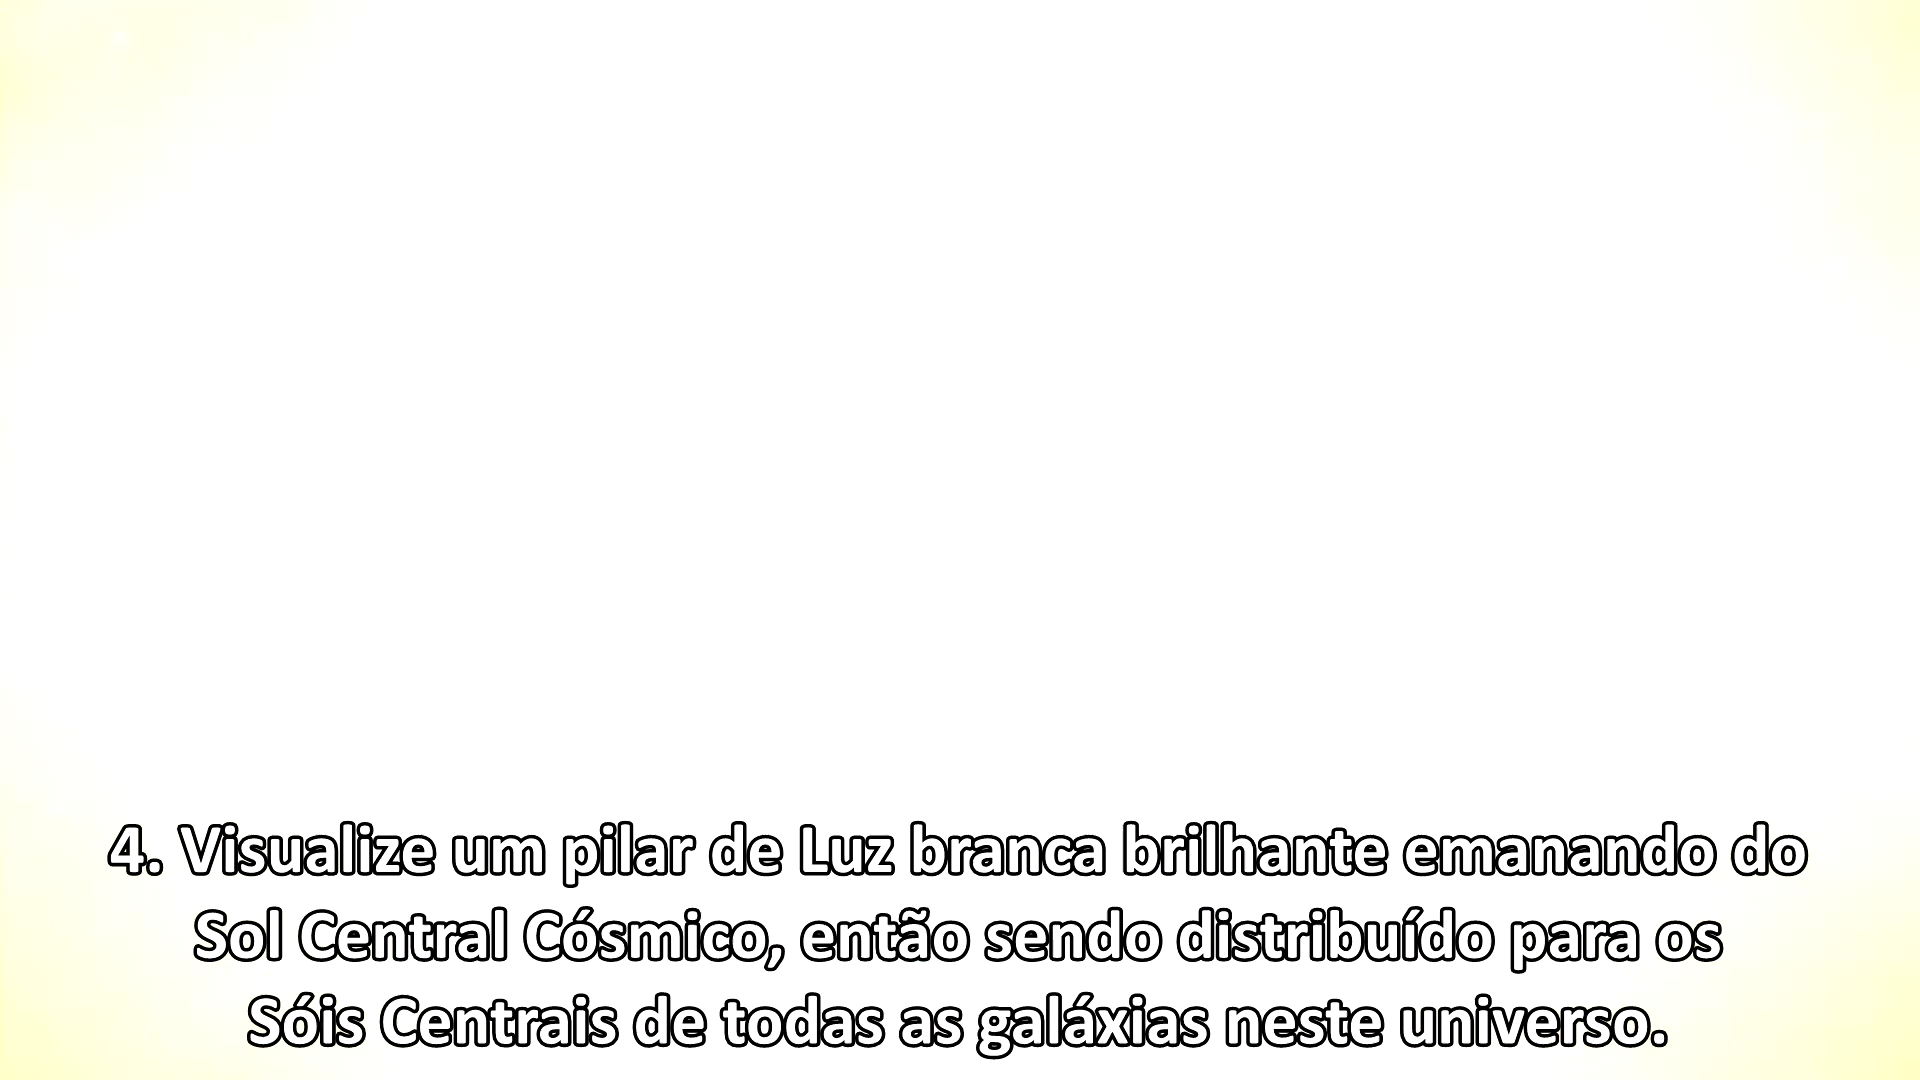 4. Visualize um pilar de Luz branca brilhante emanando do
Sol Central Cósmico, então sendo distribuído para os
Sóis Centrais de todas as galáxias neste universo.